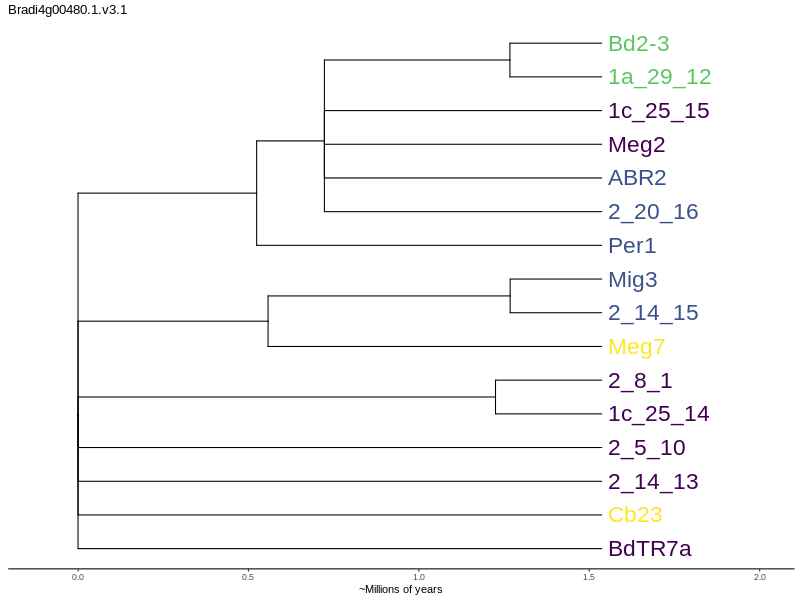 Bradi4g00480.1.v3.1
Bd2-3
1a_29_12
1c_25_15
Meg2
ABR2
2_20_16
Per1
Mig3
2_14_15
Meg7
2_8_1
1c_25_14
2_5_10
2_14_13
Cb23
BdTR7a
0.0 0.5 1.0 1.5 2.0
~Millions of years